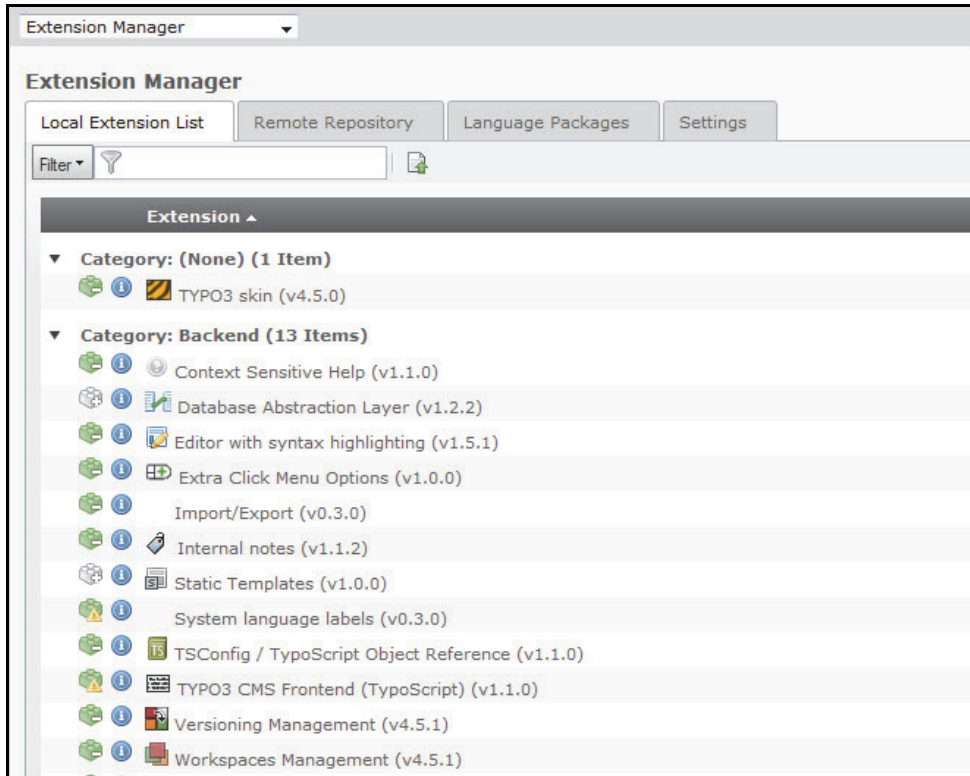 Extension Manager
Extension Manager
Local Extension List Remote Repository Language Packages Settings
Filter
Extension
Category: (None) (1 Item)
TYPO3 skin (v4.5.0)
Category: Backend (13 Items)
Context Sensitive Help (v1.1.0)
Database Abstraction Layer (v1.2.2)
Editor with syntax highlighting (v1.5.1)
Extra Click Menu Options (v1.0.0)
Import/Export (v0.3.0)
Internal notes (v1.1.2)
Static Templates (v1.0.0)
System language labels (v0.3.0)
TS TSConfig / TypoScript Object Reference (v1.1.0)
TYPO3 CMS Frontend (TypoScript) (v1.1.0)
Versioning Management (v4.5.1)
Workspaces Management (v4.5.1)